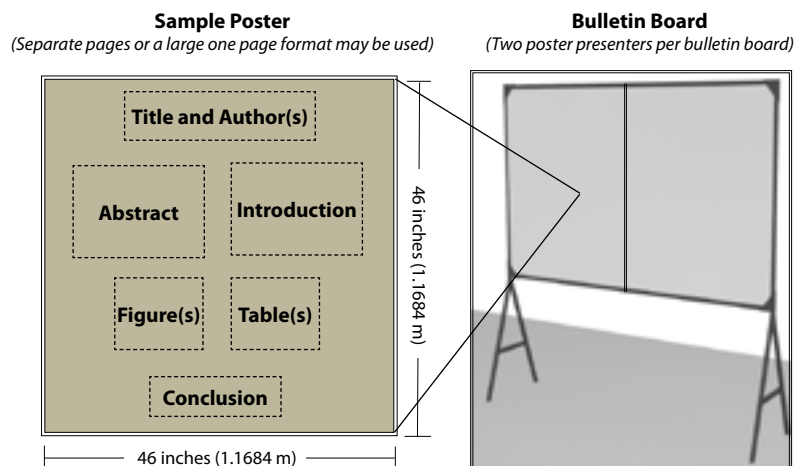 Sample Poster
(Separate pages or a large one page format may be used)
Title and Author(s)
Abstract
Introduction
Figure(s)
Table(s)
Conclusion
46 inches (1.1684 m)
46 inches (1.1684 m)
Bulletin Board
(Two poster presenters per bulletin board)